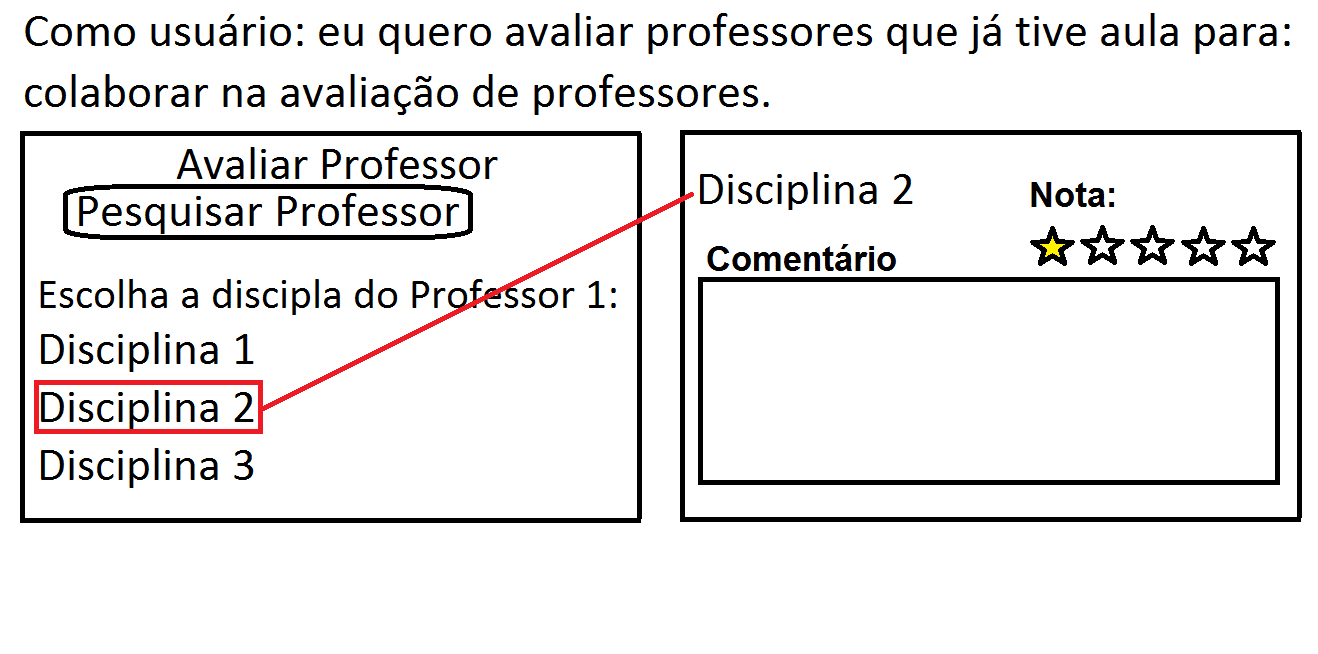 Como usuário: eu quero avaliar professores que já tive aula para:
colaborar na avaliação de professores.
Avaliar Professor
Pesquisar Professor
Escolha a discipla do Professor 1:
Disciplina 1
Disciplina 2
Disciplina 3
Disciplina 2
Nota:
Comentário